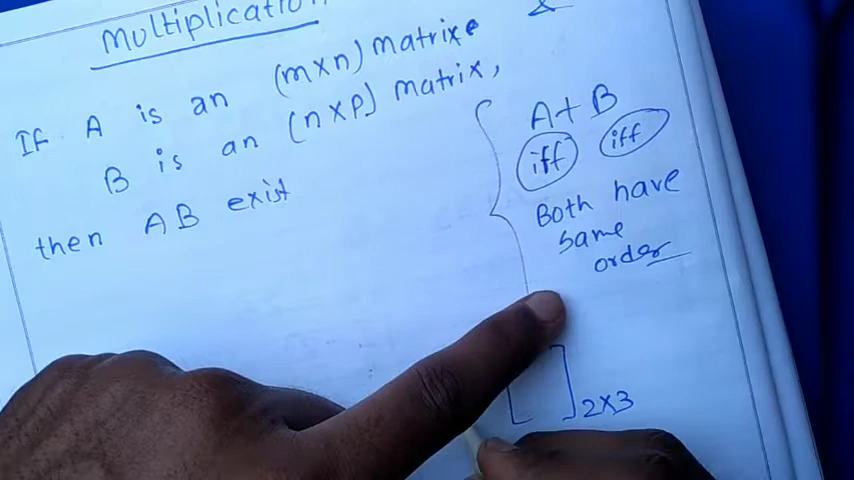 Multiplication
If A is an (m×n) matrixe &
B is an (n×p) matrix,
then AB exist
A+B
iff iff
Both have
same
order
[ ] 2×3